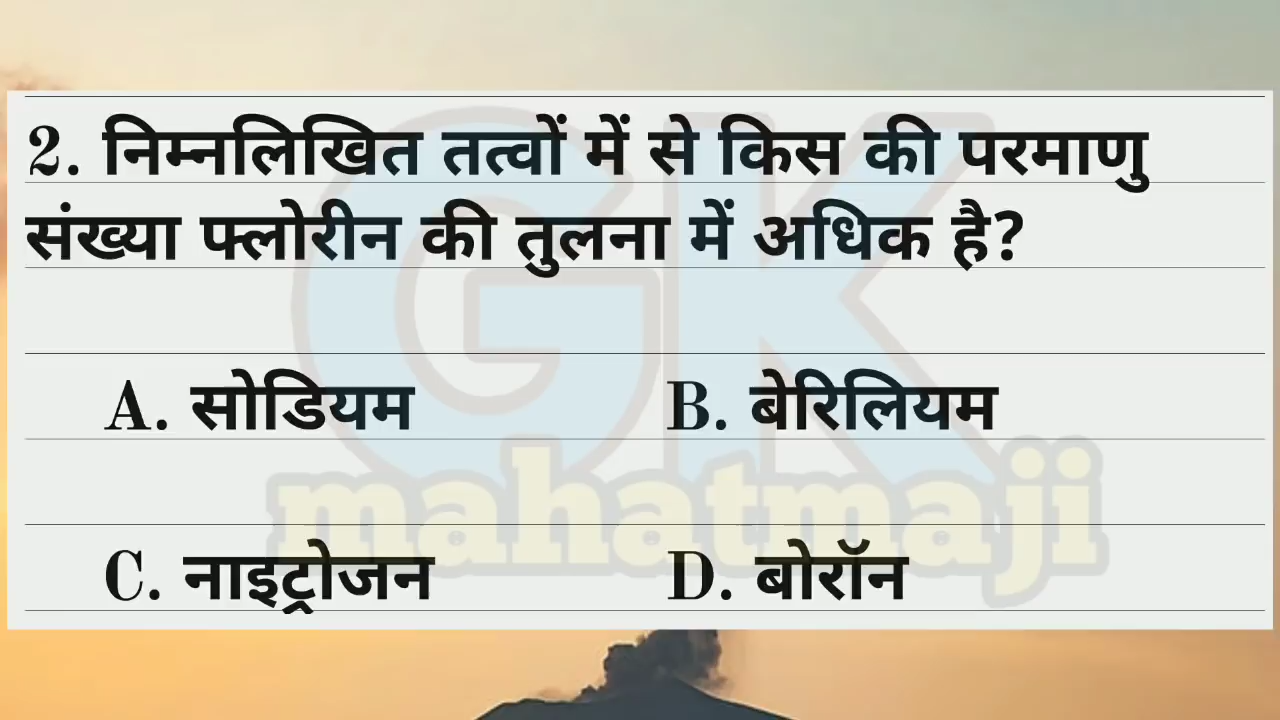 2. निम्नलिखित तत्वों में से किस की परमाणु
संख्या फ्लोरीन की तुलना में अधिक है?
A. सोडियम B. बेरिलियम
C. नाइट्रोजन D. बोरॉन
GK
mahatmaji